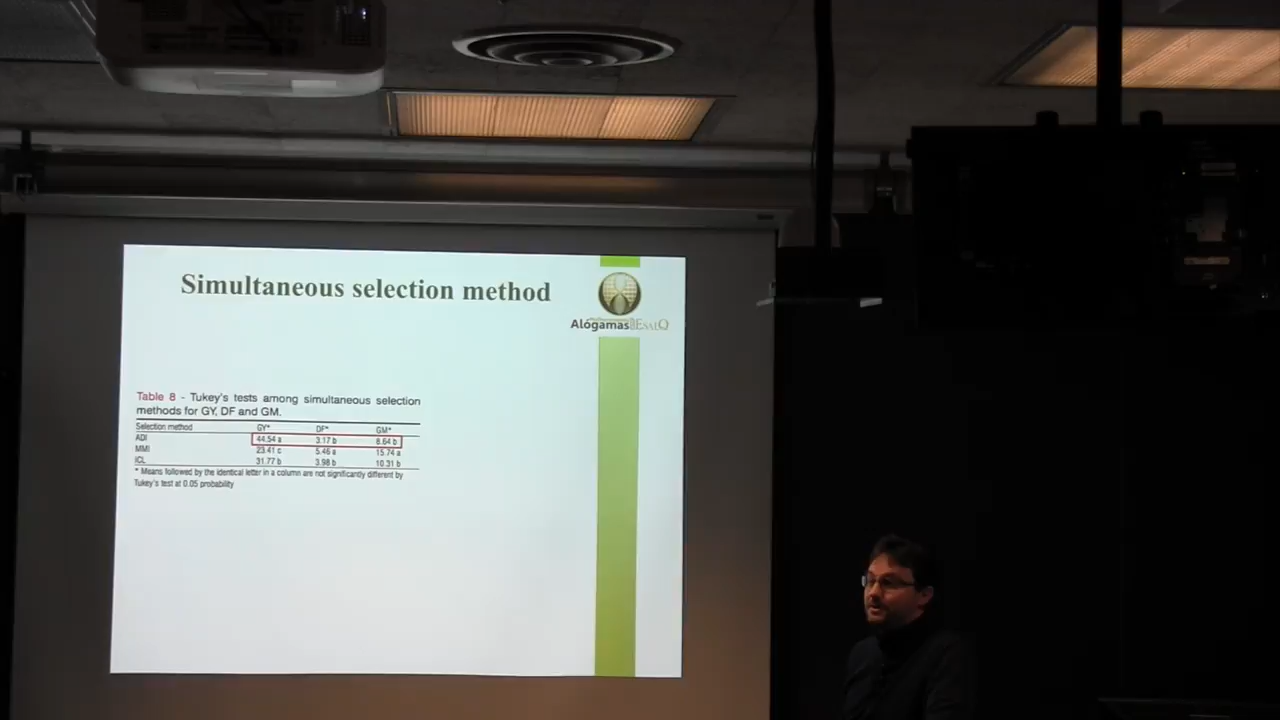 Simultaneous selection method
Alógamas ESALQ
Table 8 - Tukey's tests among simultaneous selection
methods for GY, DF and GM.
Selection method GY* DF* GM*
ADI 44.54 a 3.17 b 8.64 b
MMI 23.41 c 5.46 a 15.74 a
ICL 31.77 b 3.98 b 10.31 b
* Means followed by the identical letter in a column are not significantly different by
Tukey's test at 0.05 probability